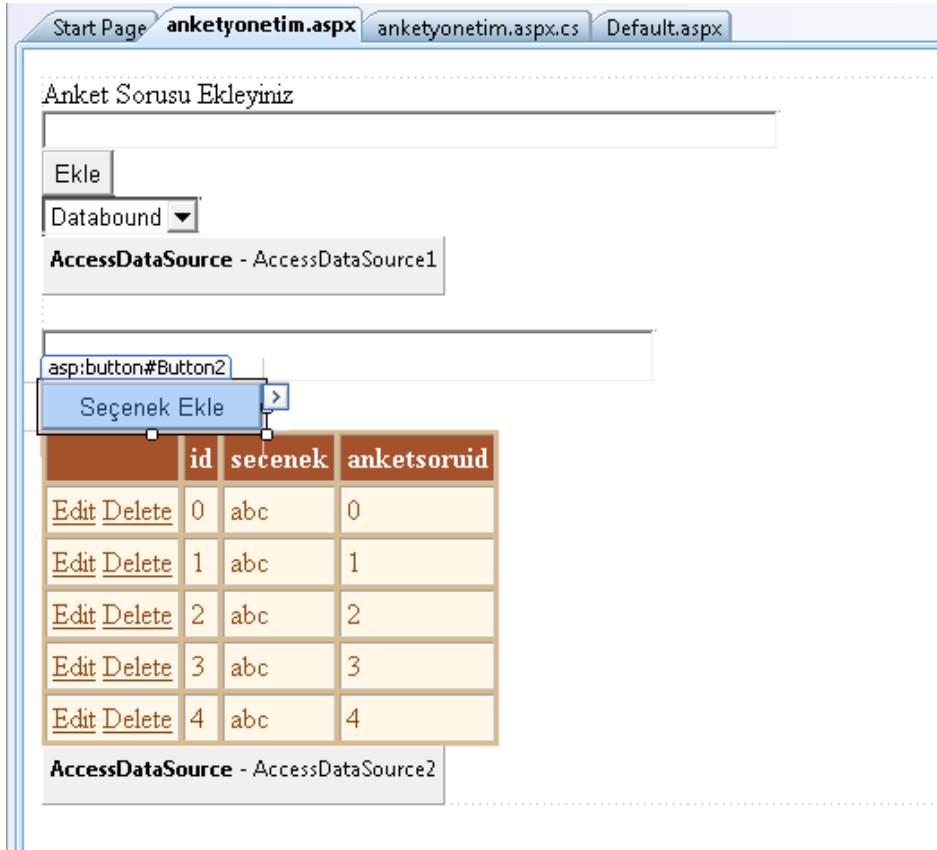 Start Page anketyonetim.aspx anketyonetim.aspx.cs Default.aspx
Anket Sorusu Ekleyiniz
Ekle
Databound
AccessDataSource - AccessDataSource1
asp:button#Button2
Seçenek Ekle
id secenek anketsoruid
Edit Delete 0 abc 0
Edit Delete 1 abc 1
Edit Delete 2 abc 2
Edit Delete 3 abc 3
Edit Delete 4 abc 4
AccessDataSource - AccessDataSource2